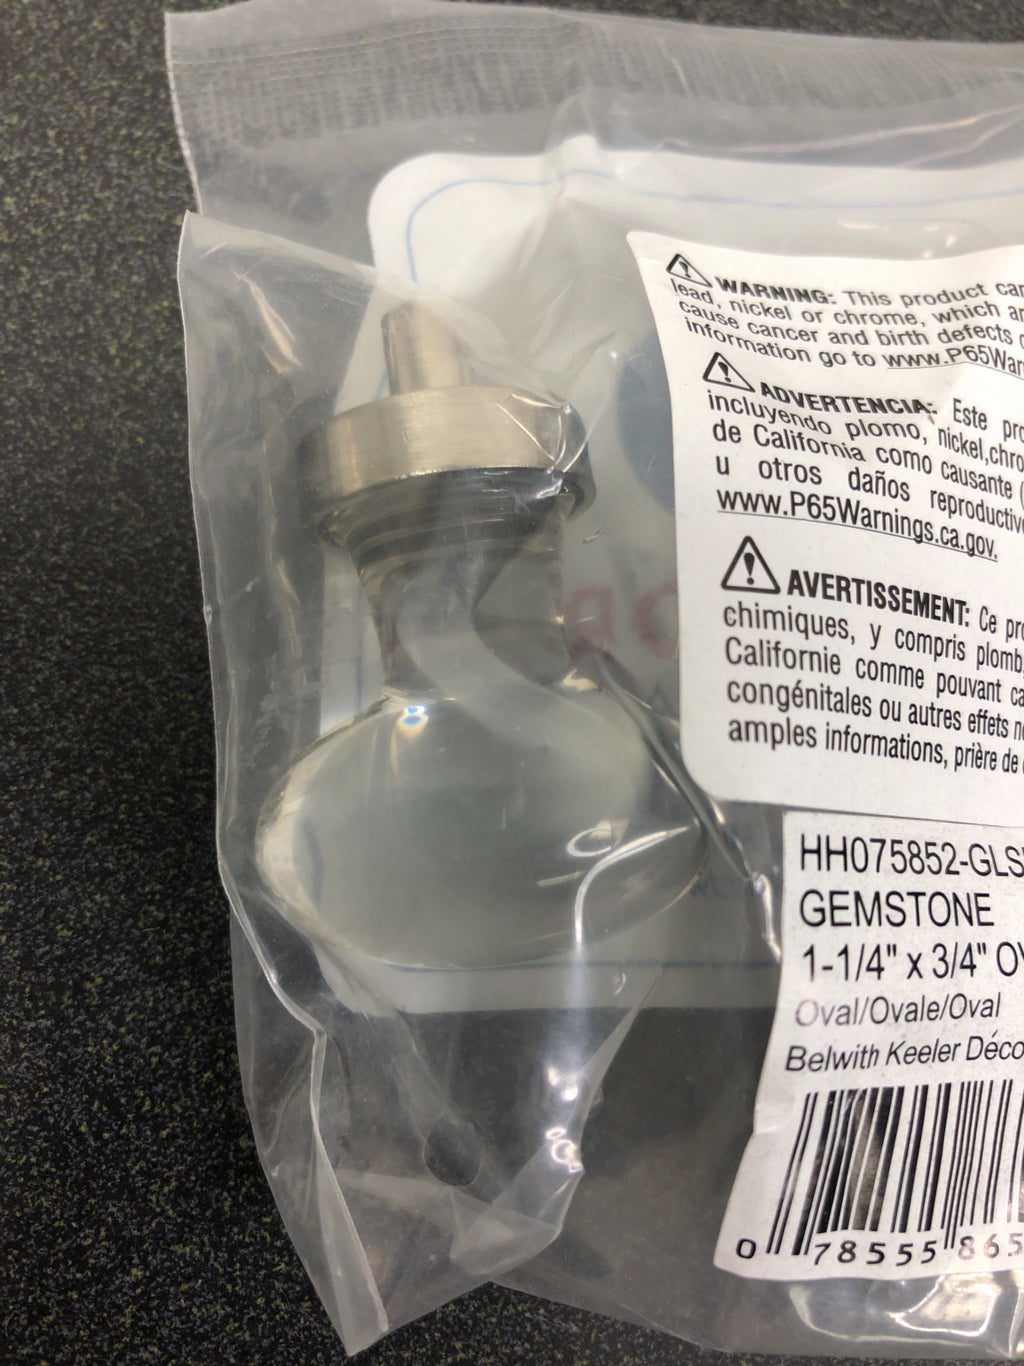 WARNING: This product can
lead, nickel or chrome, which
cause cancer and birth defects
information go to www.P65War
ADVERTENCIA: Este pro
incluyendo plomo, nickel,chro
de California como causante (
u otros daños reproductiv
www.P65Warnings.ca.gov.
AVERTISSEMENT: Ce pro
chimiques, y compris plomb,
Californie comme pouvant ca
congénitales ou autres effets n
amples informations, prière de
HH075852-GLS
GEMSTONE
1-1/4" x 3/4" OV
Oval/Ovale/Oval
Belwith Keeler Déco
0 78555 865